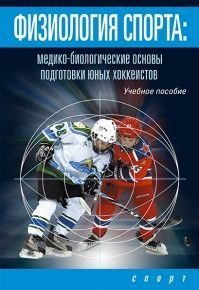 ФИЗИОЛОГИЯ СПОРТА:
медико-биологические основы
подготовки юных хоккеистов
Учебное пособие
спорт